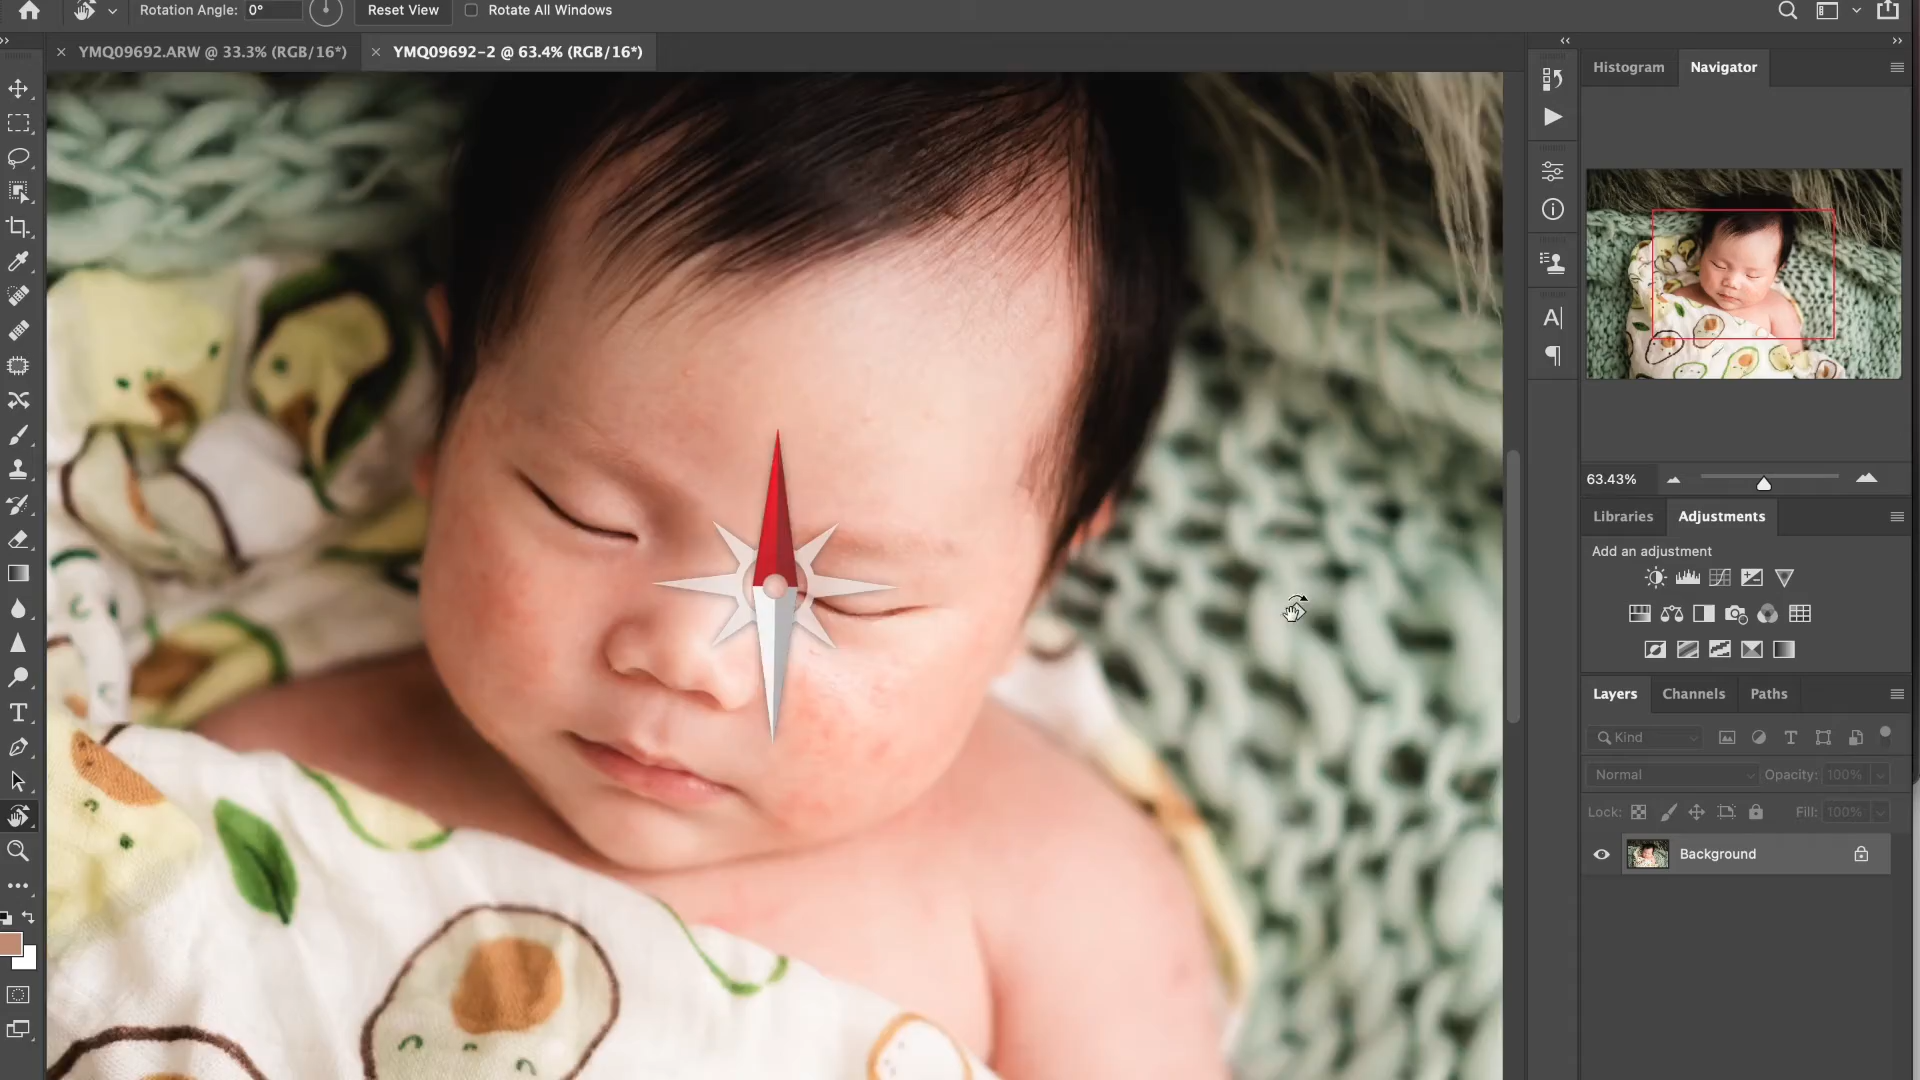 Rotation Angle: 0° Reset View Rotate All Windows
YMQ09692.ARW @ 33.3% (RGB/16*) YMQ09692-2 @ 63.4% (RGB/16*)
Histogram Navigator
63.43%
Libraries Adjustments
Add an adjustment
Layers Channels Paths
Kind
Normal Opacity: 100%
Lock: Fill: 100%
Background